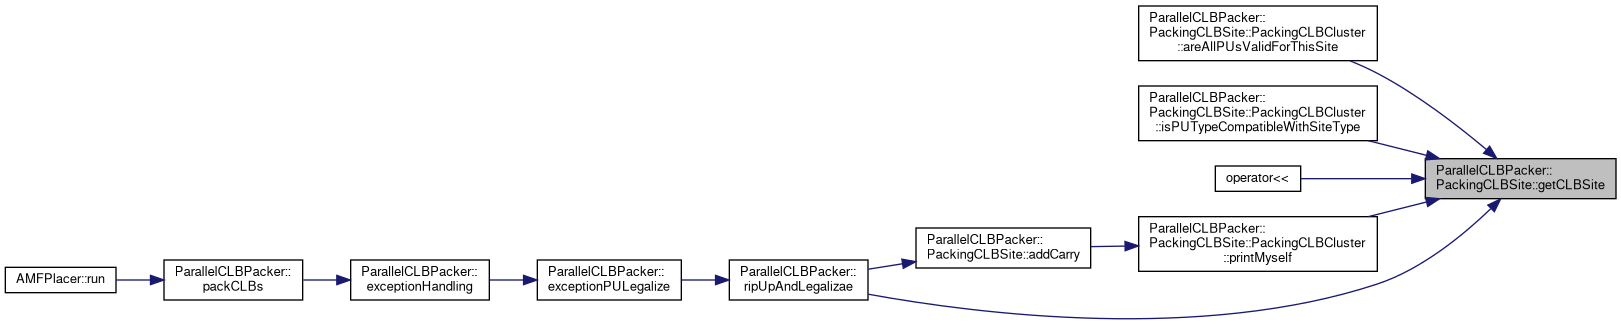 ParallelCLBPacker::
PackingCLBSite::PackingCLBCluster
::areAllPUsValidForThisSite
ParallelCLBPacker::
PackingCLBSite::PackingCLBCluster
::isPUTypeCompatibleWithSiteType
operator<<
ParallelCLBPacker::
PackingCLBSite::getCLBSite
ParallelCLBPacker::
PackingCLBSite::PackingCLBCluster
::printMyself
ParallelCLBPacker::
PackingCLBSite::addCarry
ParallelCLBPacker::
ripUpAndLegalizae
ParallelCLBPacker::
exceptionPULegalize
ParallelCLBPacker::
exceptionHandling
ParallelCLBPacker::
packCLBs
AMFPlacer::run